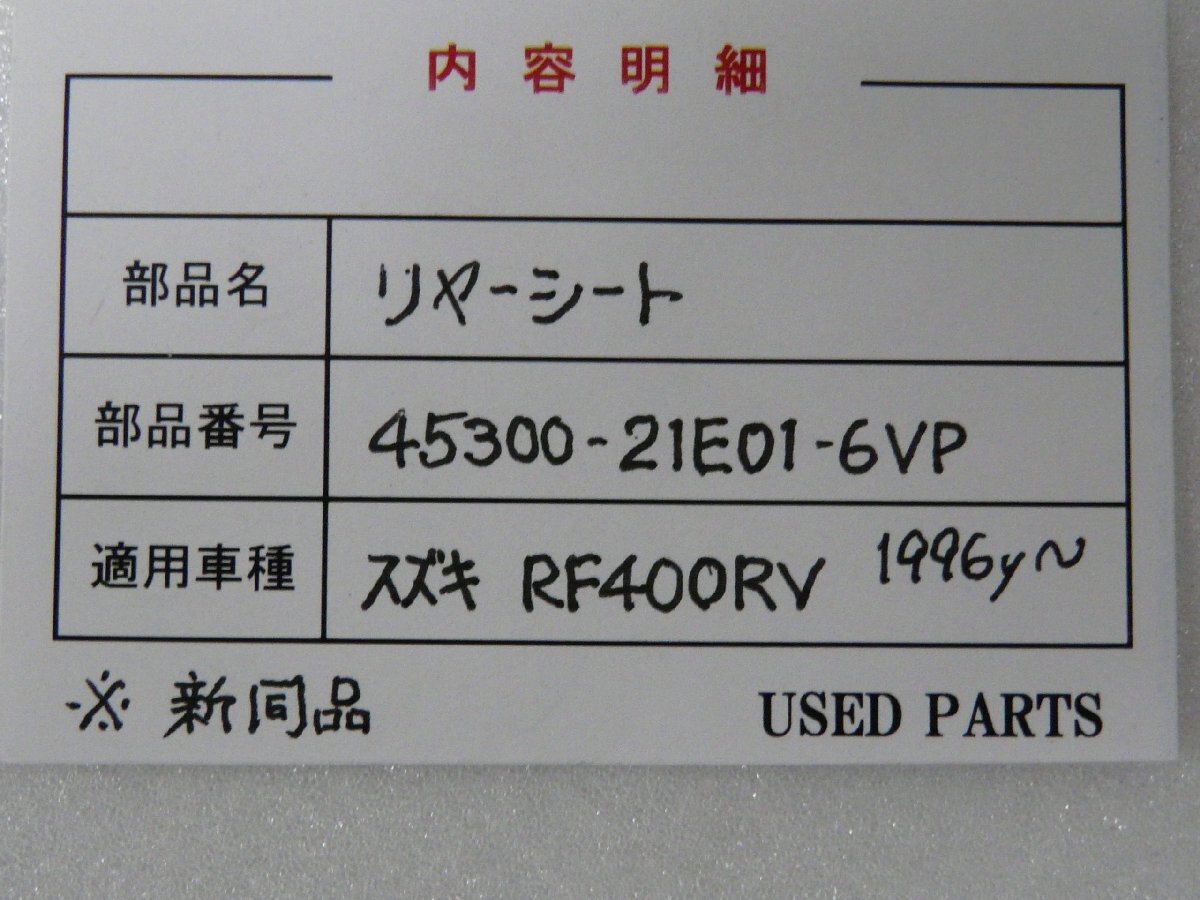 内容明細
部品名 リヤーシート
部品番号 45300-21E01-6VP
適用車種 スズキ RF400RV 1996y～
※ 新同品 USED PARTS